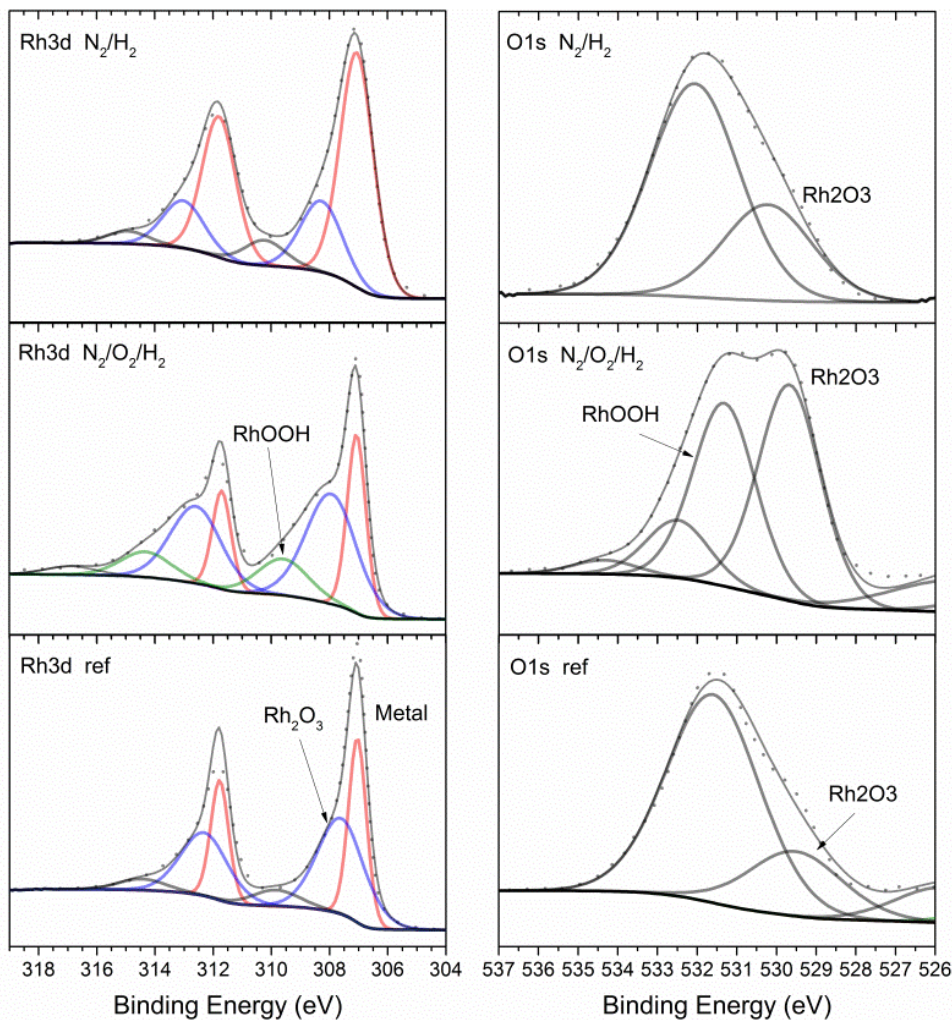 Rh3d N₂/H₂
O1s N₂/H₂
Rh2O3
Rh3d N₂/O₂/H₂
RhOOH
O1s N₂/O₂/H₂
Rh2O3
RhOOH
Rh3d ref
Rh₂O₃
Metal
O1s ref
Rh2O3
318 316 314 312 310 308 306 304
537 536 535 534 533 532 531 530 529 528 527 526
Binding Energy (eV)
Binding Energy (eV)